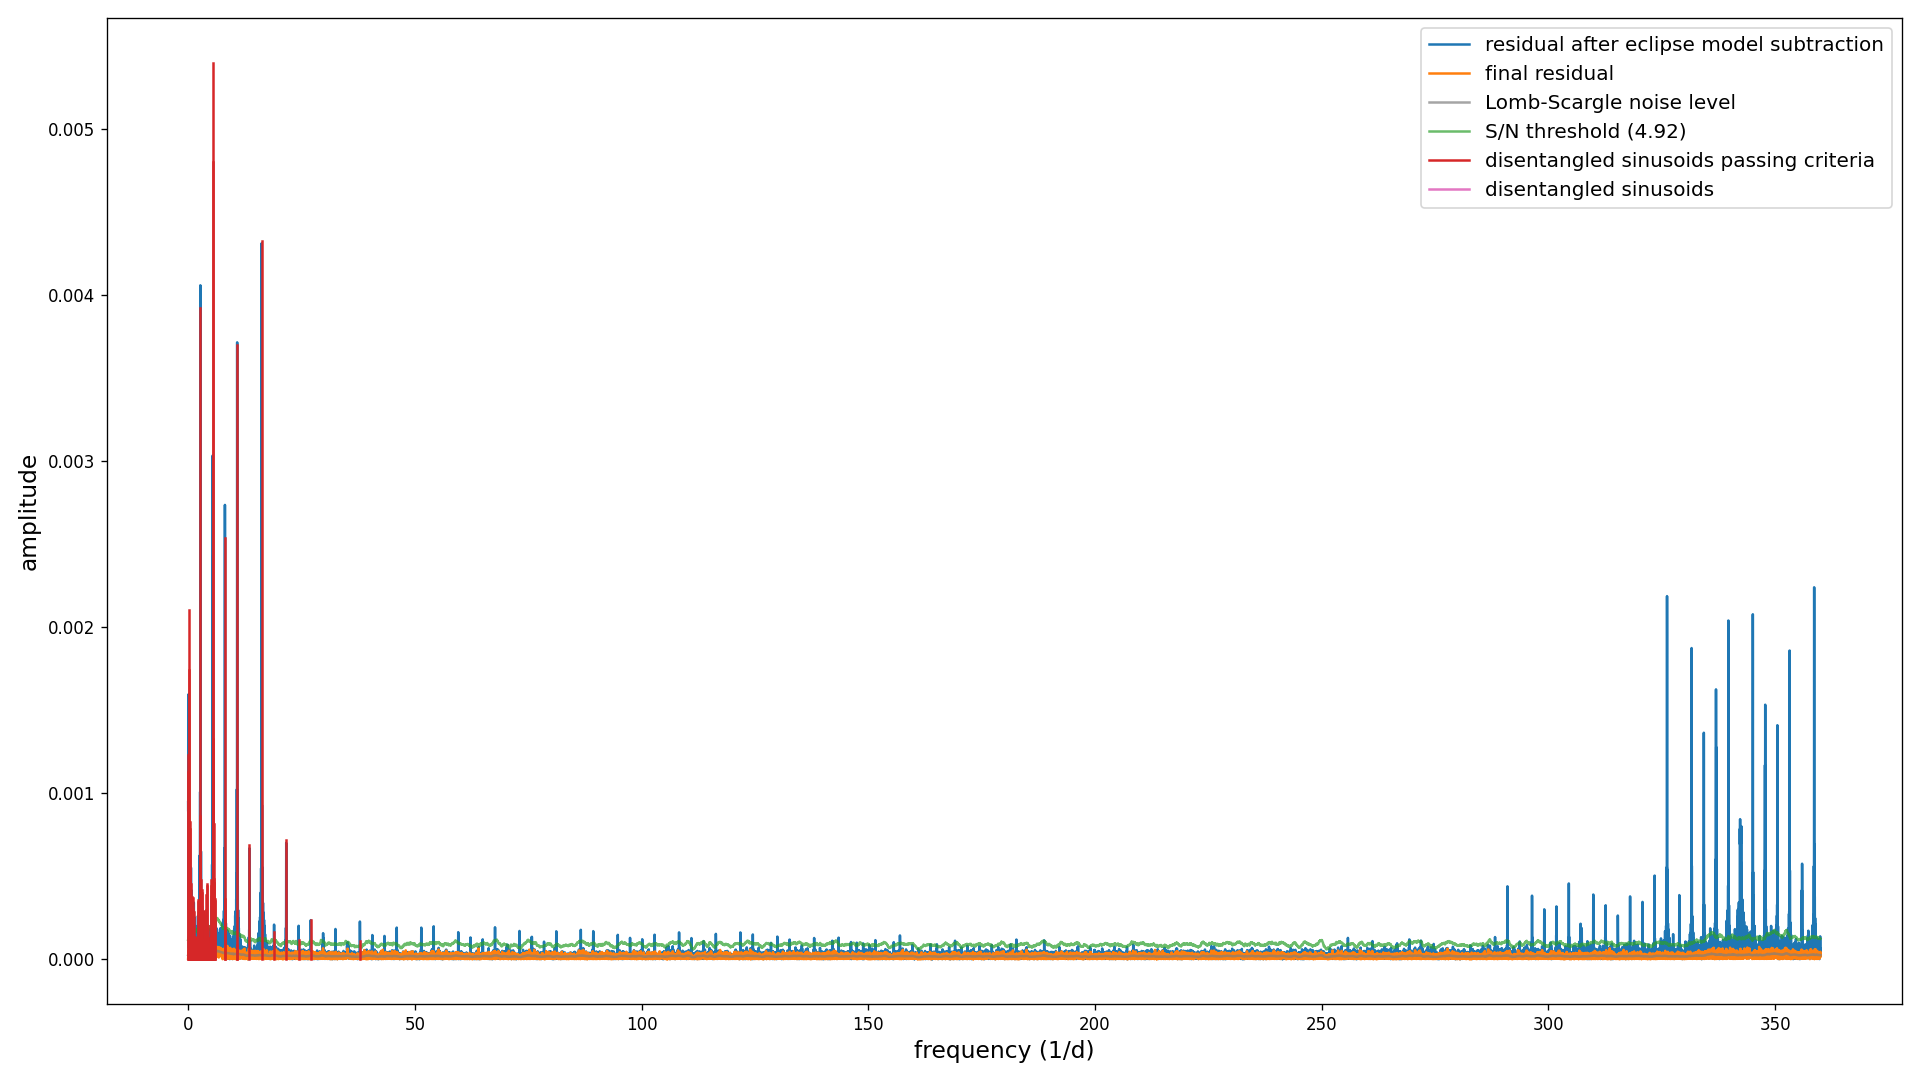 residual after eclipse model subtraction
final residual
Lomb-Scargle noise level
S/N threshold (4.92)
disentangled sinusoids passing criteria
disentangled sinusoids
amplitude
0.005
0.004
0.003
0.002
0.001
0.000
0
50
100
150
200
250
300
350
frequency (1/d)